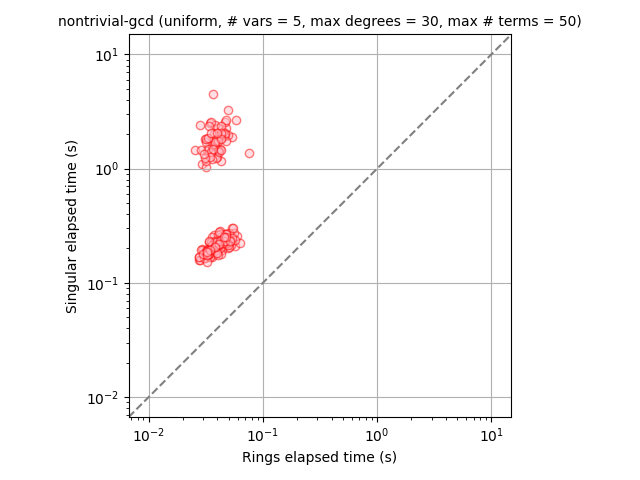 nontrivial-gcd (uniform, # vars = 5, max degrees = 30, max # terms = 50)
10¹
10⁰
10⁻¹
10⁻²
Singular elapsed time (s)
10⁻² 10⁻¹ 10⁰ 10¹
Rings elapsed time (s)